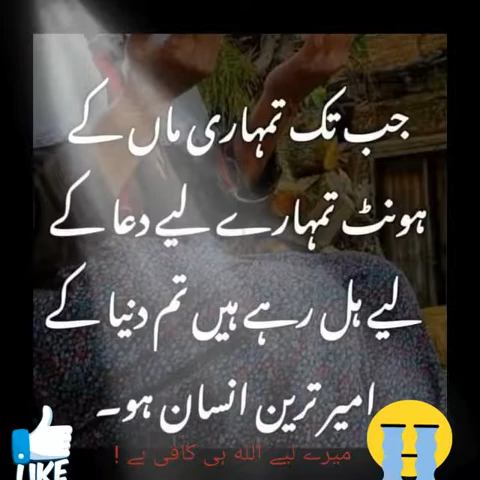 جب تک تمہاری ماں کے
ہونٹ تمہارے لیے دعا کے
لیے ہل رہے ہیں تم دنیا کے
امیر ترین انسان ہو۔
میرے لیے الله ہی کافی ہے !
LIKE